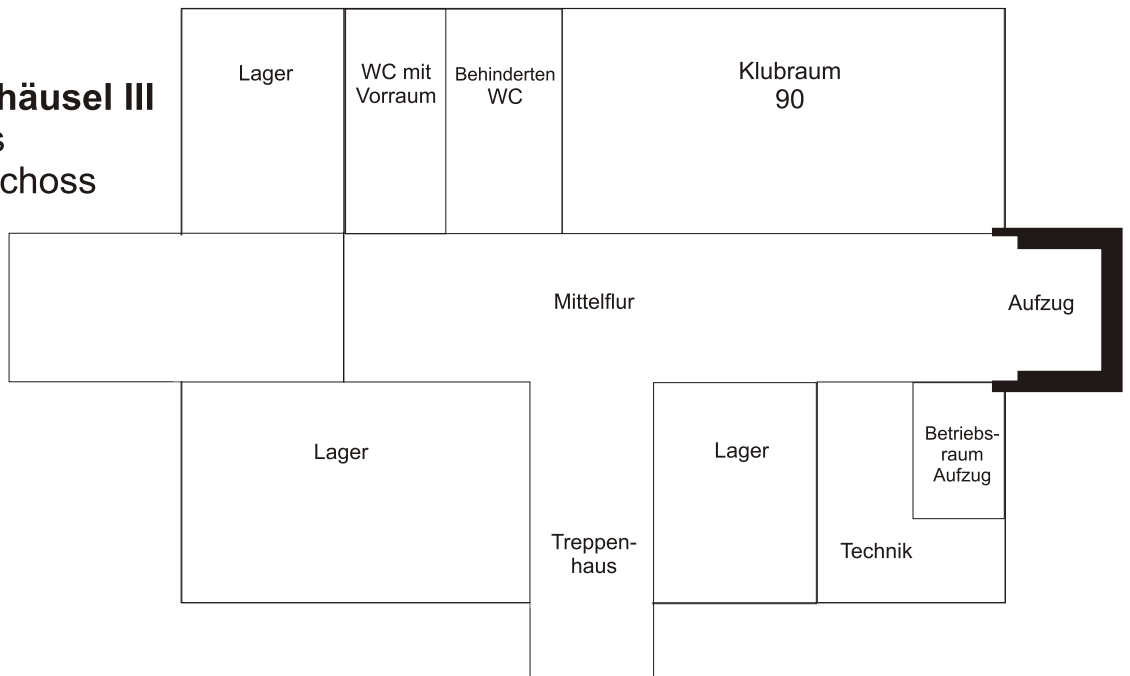 häusel III
s
choss
Lager
WC mit
Vorraum
Behinderten
WC
Klubraum
90
Mittelflur
Aufzug
Lager
Treppen-
haus
Lager
Technik
Betriebs-
raum
Aufzug